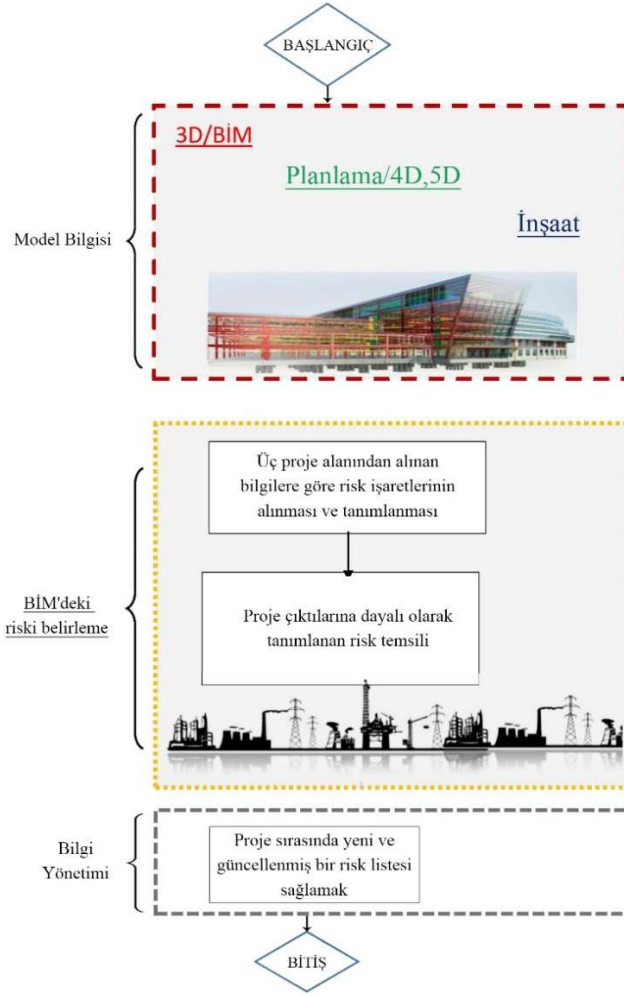 BAŞLANGIÇ
3D/BİM
Planlama/4D,5D
İnşaat
Model Bilgisi
Üç proje alanından alınan
bilgilere göre risk işaretlerinin
alınması ve tanımlanması
BİM'deki
riski belirleme
Proje çıktılarına dayalı olarak
tanımlanan risk temsili
Bilgi
Yönetimi
Proje sırasında yeni ve
güncellenmiş bir risk listesi
sağlamak
BİTİŞ